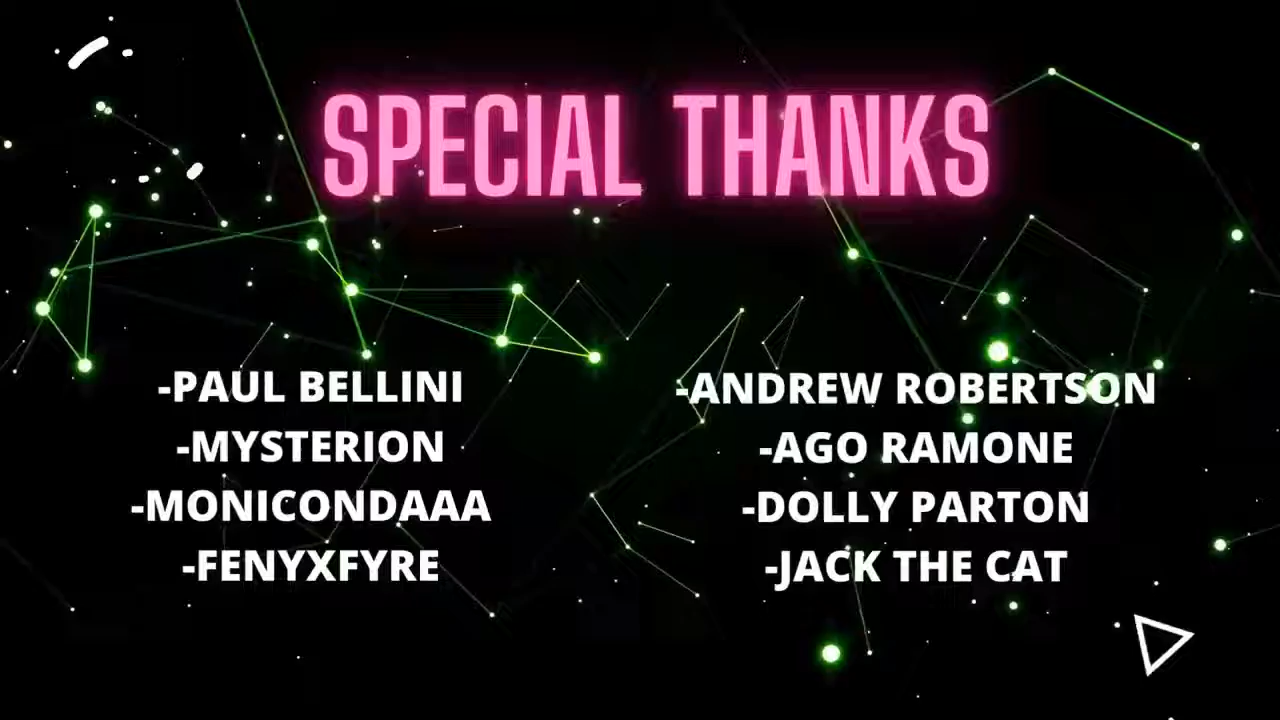 SPECIAL THANKS
-PAUL BELLINI
-MYSTERION
-MONICONDAAA
-FENYXFYRE
-ANDREW ROBERTSON
-AGO RAMONE
-DOLLY PARTON
-JACK THE CAT